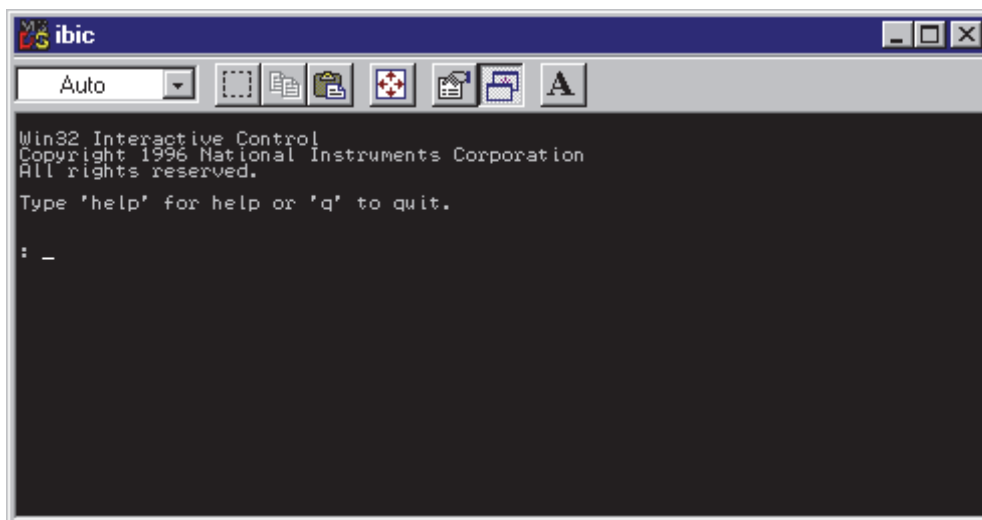 ibic
Auto
A
Win32 Interactive Control
Copyright 1996 National Instruments Corporation
All rights reserved.
Type 'help' for help or 'q' to quit.
: _